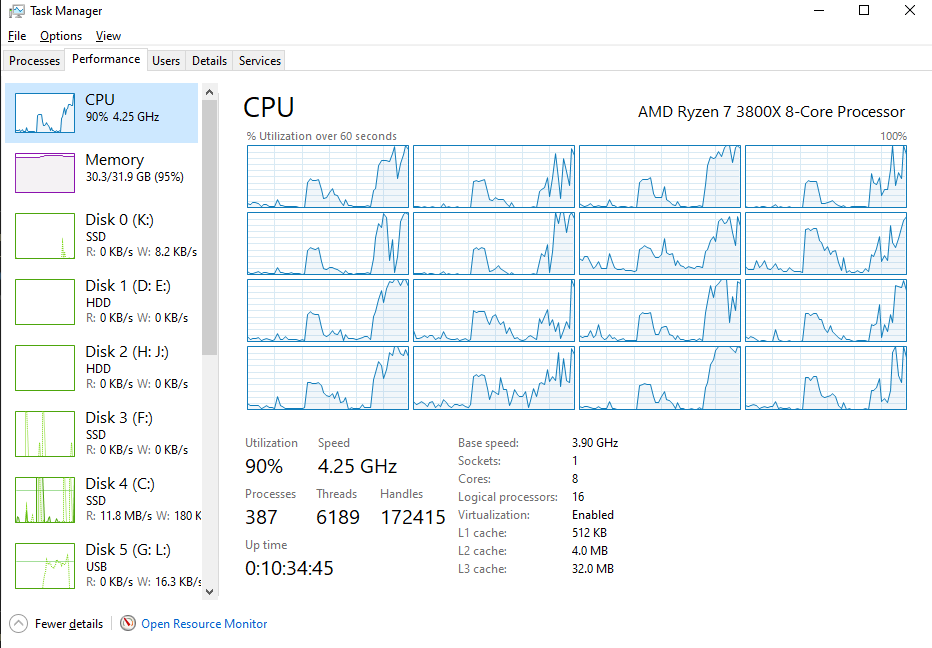 Task Manager
File Options View
Processes Performance Users Details Services
CPU
90% 4.25 GHz
Memory
30.3/31.9 GB (95%)
Disk 0 (K:)
SSD
R: 0 KB/s W: 8.2 KB/s
Disk 1 (D: E:)
HDD
R: 0 KB/s W: 0 KB/s
Disk 2 (H: J:)
HDD
R: 0 KB/s W: 0 KB/s
Disk 3 (F:)
SSD
R: 0 KB/s W: 0 KB/s
Disk 4 (C:)
SSD
R: 11.8 MB/s W: 180 K
Disk 5 (G: L:)
USB
R: 0 KB/s W: 16.3 KB/s
CPU
AMD Ryzen 7 3800X 8-Core Processor
% Utilization over 60 seconds 100%
Utilization Speed
90% 4.25 GHz
Processes Threads Handles
387 6189 172415
Up time
0:10:34:45
Base speed: 3.90 GHz
Sockets: 1
Cores: 8
Logical processors: 16
Virtualization: Enabled
L1 cache: 512 KB
L2 cache: 4.0 MB
L3 cache: 32.0 MB
Fewer details Open Resource Monitor